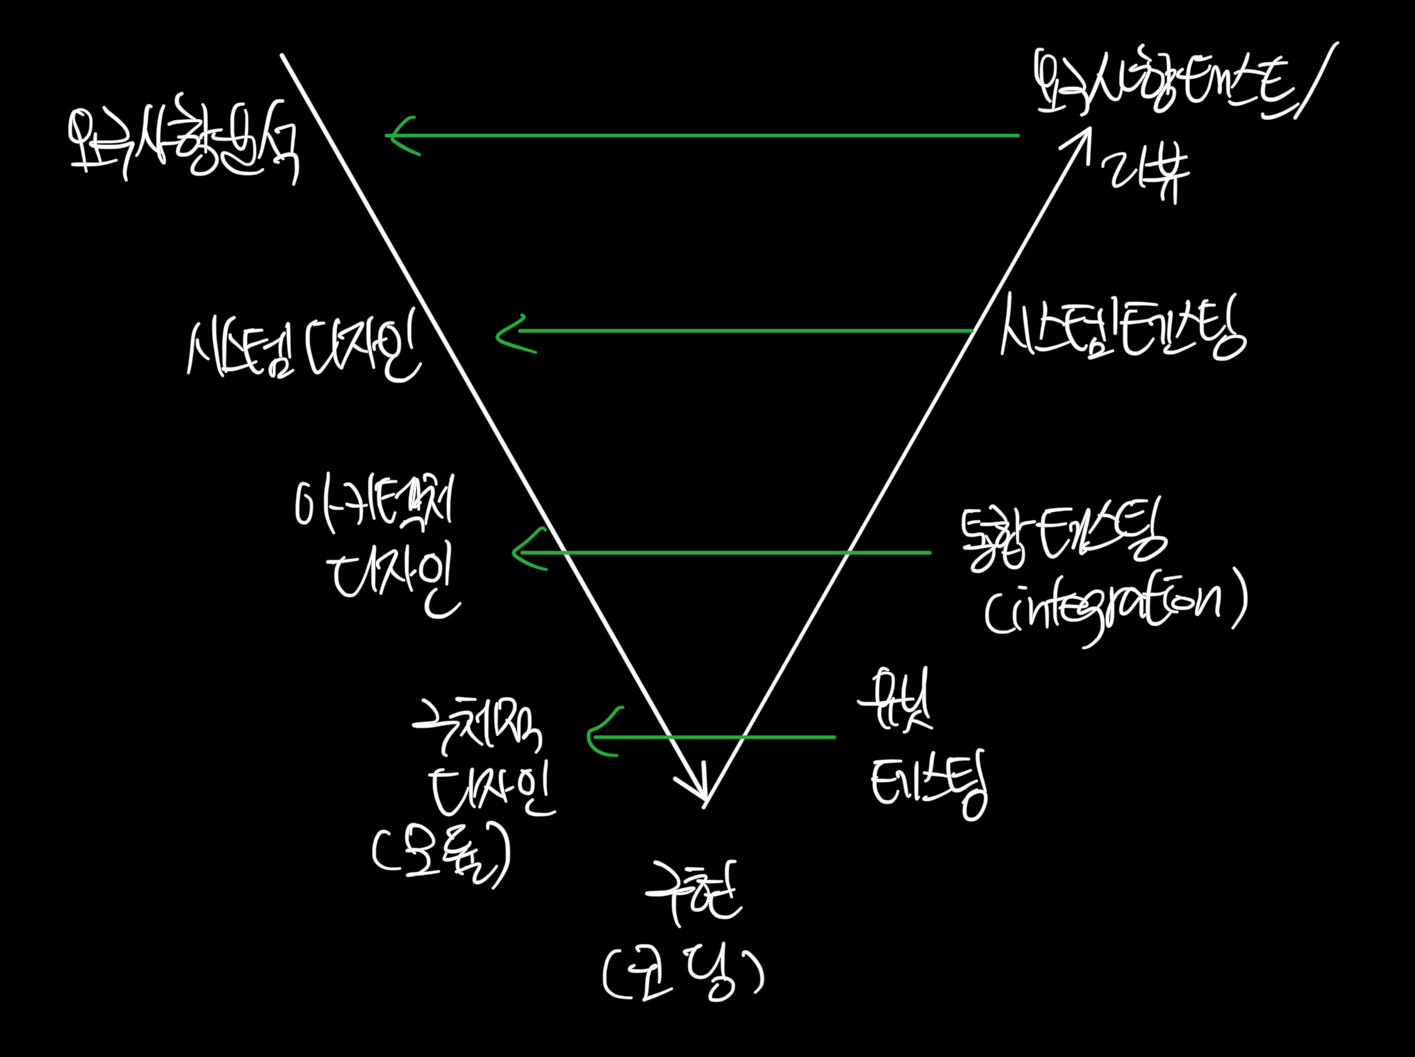 요구사항분석
요구사항테스트/
리뷰
시스템 디자인
시스템테스팅
아키텍처
디자인
통합 테스팅
(integration)
구체적
디자인
(모듈)
유닛
테스팅
구현
(코딩)